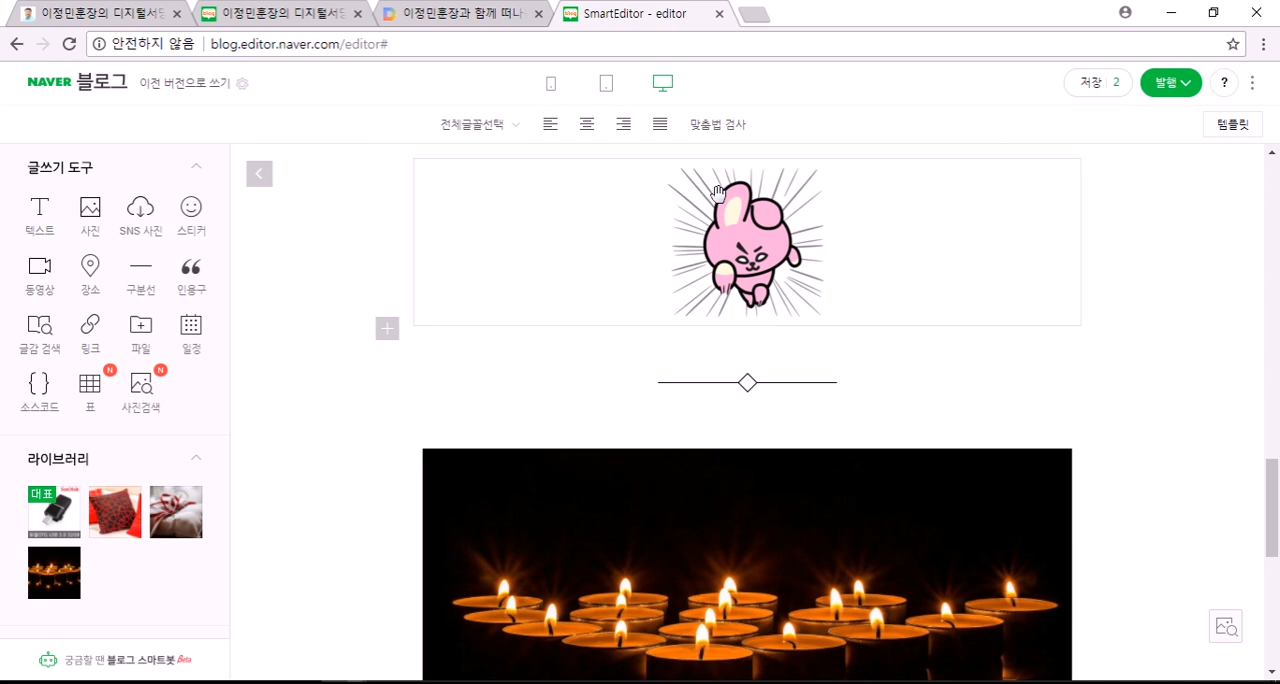 이정민훈장의 디지털서당
이정민훈장의 디지털서당
이정민훈장과 함께 떠나
SmartEditor - editor
안전하지 않음 blog.editor.naver.com/editor#
NAVER 블로그 이전 버전으로 쓰기
저장 2 발행 ?
전체글꼴선택 맞춤법 검사 템플릿
글쓰기 도구
텍스트 사진 SNS 사진 스티커
동영상 장소 구분선 인용구
글감 검색 링크 파일 일정
N N
소스코드 표 사진검색
라이브러리
대표
궁금할 땐 블로그 스마트봇 Beta